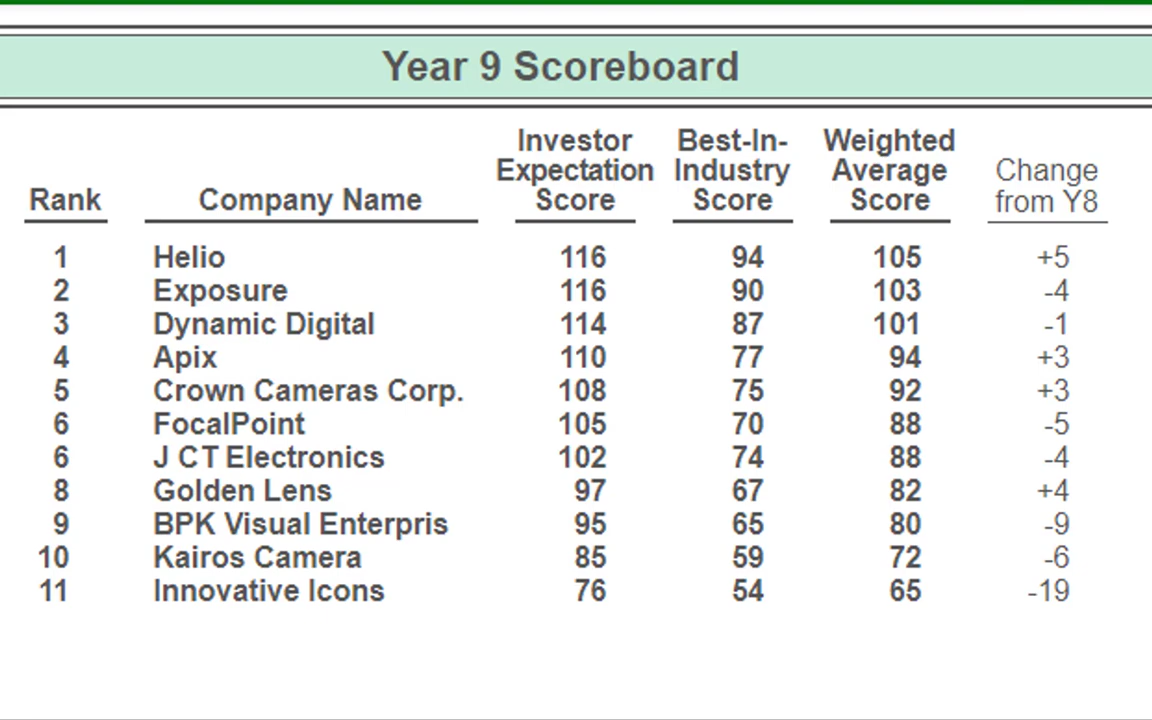 Year 9 Scoreboard
Rank Company Name Investor Expectation Score Best-In-Industry Score Weighted Average Score Change from Y8
1 Helio 116 94 105 +5
2 Exposure 116 90 103 -4
3 Dynamic Digital 114 87 101 -1
4 Apix 110 77 94 +3
5 Crown Cameras Corp. 108 75 92 +3
6 FocalPoint 105 70 88 -5
6 J CT Electronics 102 74 88 -4
8 Golden Lens 97 67 82 +4
9 BPK Visual Enterpris 95 65 80 -9
10 Kairos Camera 85 59 72 -6
11 Innovative Icons 76 54 65 -19